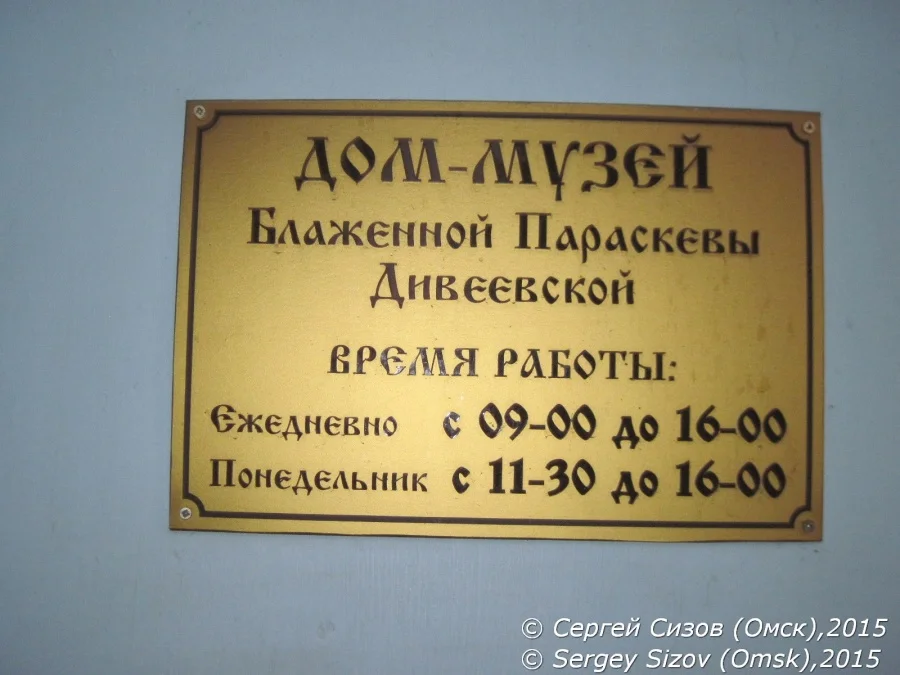 ДОМ-МУЗЕЙ
Блаженной Параскевы
Дивеевской
ВРЕМЯ РАБОТЫ:
Ежедневно с 09-00 до 16-00
Понедельник с 11-30 до 16-00
© Сергей Сизов (Омск),2015
© Sergey Sizov (Omsk),2015